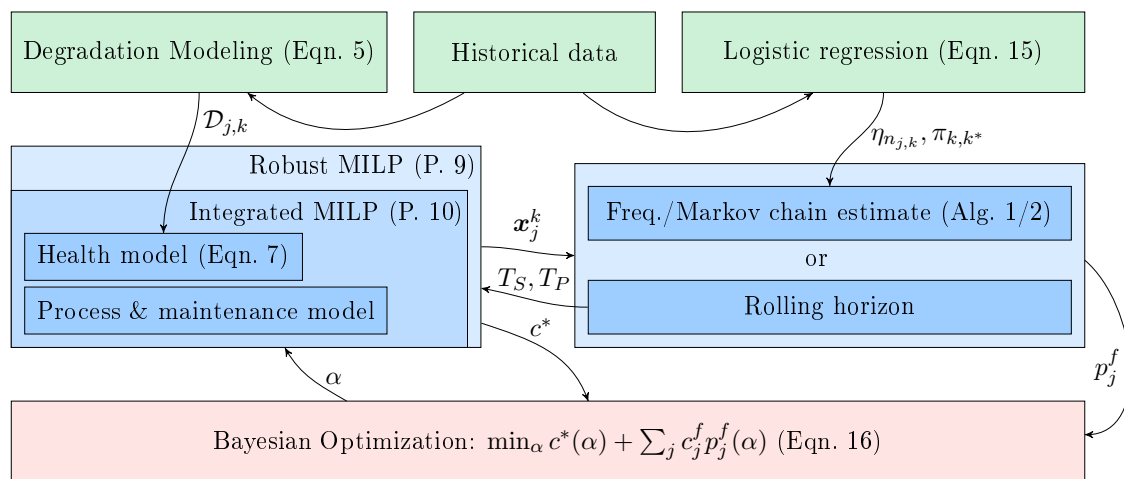 Degradation Modeling (Eqn. 5)
Historical data
Logistic regression (Eqn. 15)
𝒟_{j,k}
η_{n_{j,k}}, π_{k,k*}
Robust MILP (P. 9)
Integrated MILP (P. 10)
Health model (Eqn. 7)
Process & maintenance model
x_j^k
T_S, T_P
c*
Freq./Markov chain estimate (Alg. 1/2)
or
Rolling horizon
p_j^f
α
Bayesian Optimization: min_α c*(α) + ∑_j c_j^f p_j^f(α) (Eqn. 16)